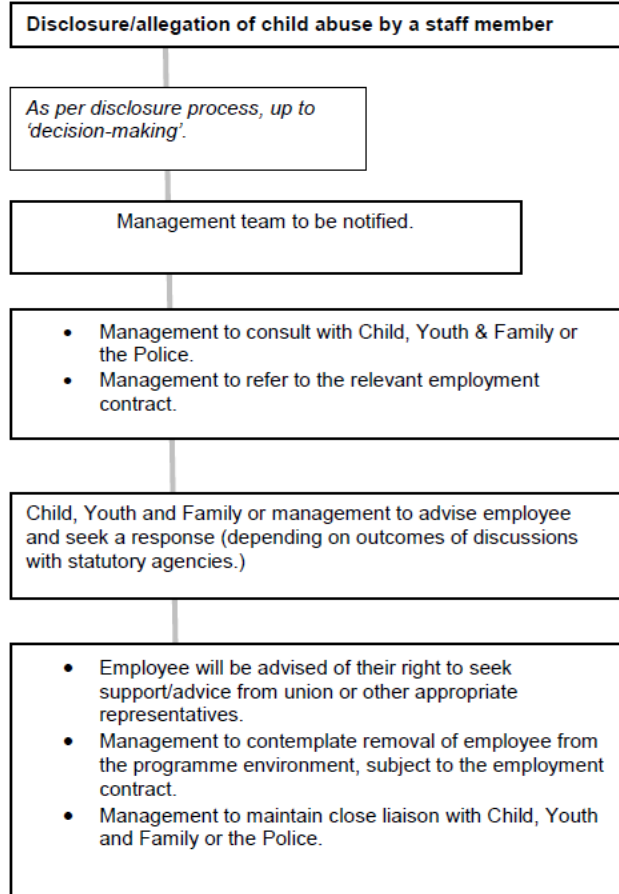 Disclosure/allegation of child abuse by a staff member
As per disclosure process, up to
‘decision-making’.
Management team to be notified.
• Management to consult with Child, Youth & Family or
the Police.
• Management to refer to the relevant employment
contract.
Child, Youth and Family or management to advise employee
and seek a response (depending on outcomes of discussions
with statutory agencies.)
• Employee will be advised of their right to seek
support/advice from union or other appropriate
representatives.
• Management to contemplate removal of employee from
the programme environment, subject to the employment
contract.
• Management to maintain close liaison with Child, Youth
and Family or the Police.